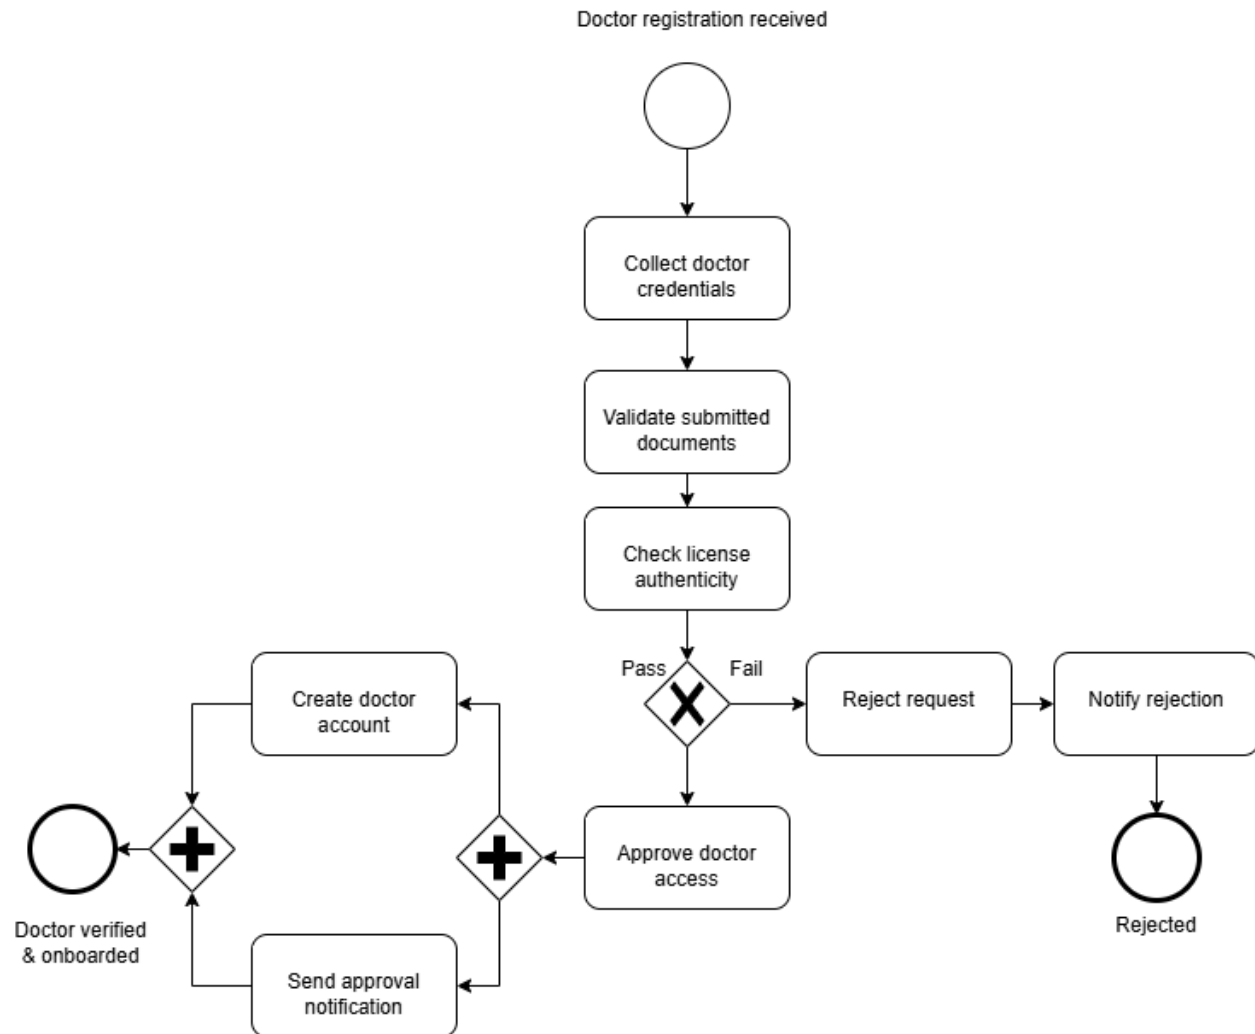 Doctor registration received
Collect doctor
credentials
Validate submitted
documents
Check license
authenticity
Pass
Fail
Reject request
Notify rejection
Create doctor
account
Approve doctor
access
Doctor verified
& onboarded
Rejected
Send approval
notification